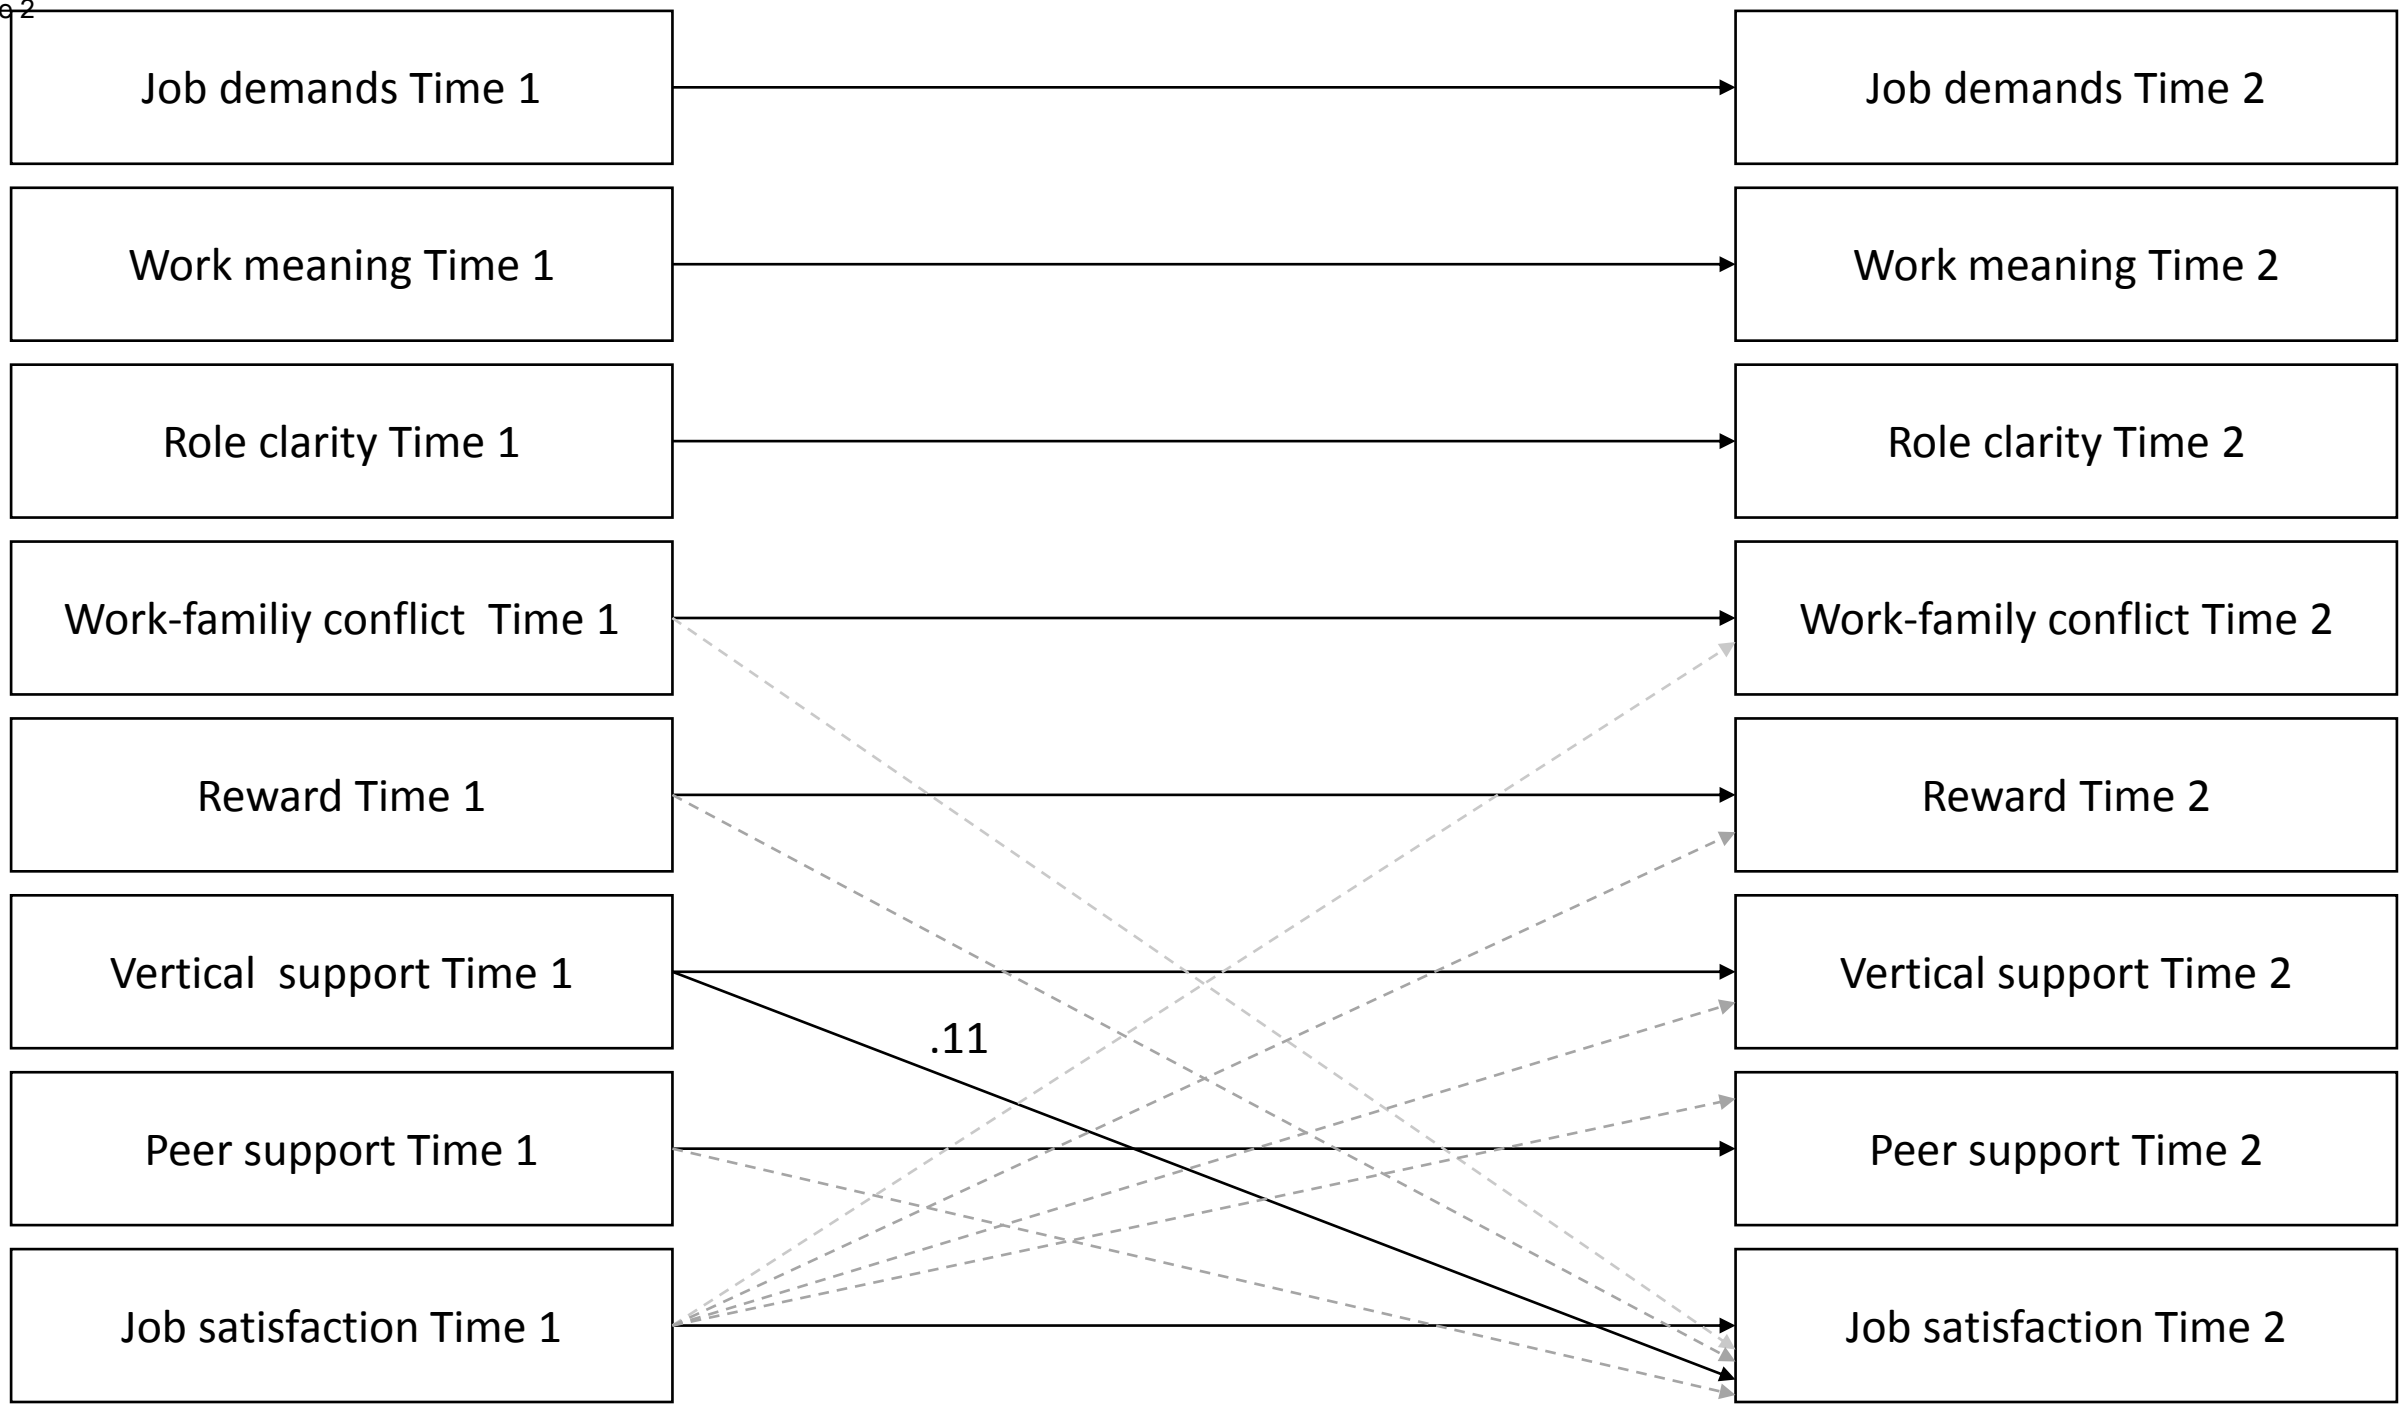 e 2
Job demands Time 1
Job demands Time 2
Work meaning Time 1
Work meaning Time 2
Role clarity Time 1
Role clarity Time 2
Work-familiy conflict  Time 1
Work-family conflict Time 2
Reward Time 1
Reward Time 2
Vertical  support Time 1
Vertical support Time 2
.11
Peer support Time 1
Peer support Time 2
Job satisfaction Time 1
Job satisfaction Time 2